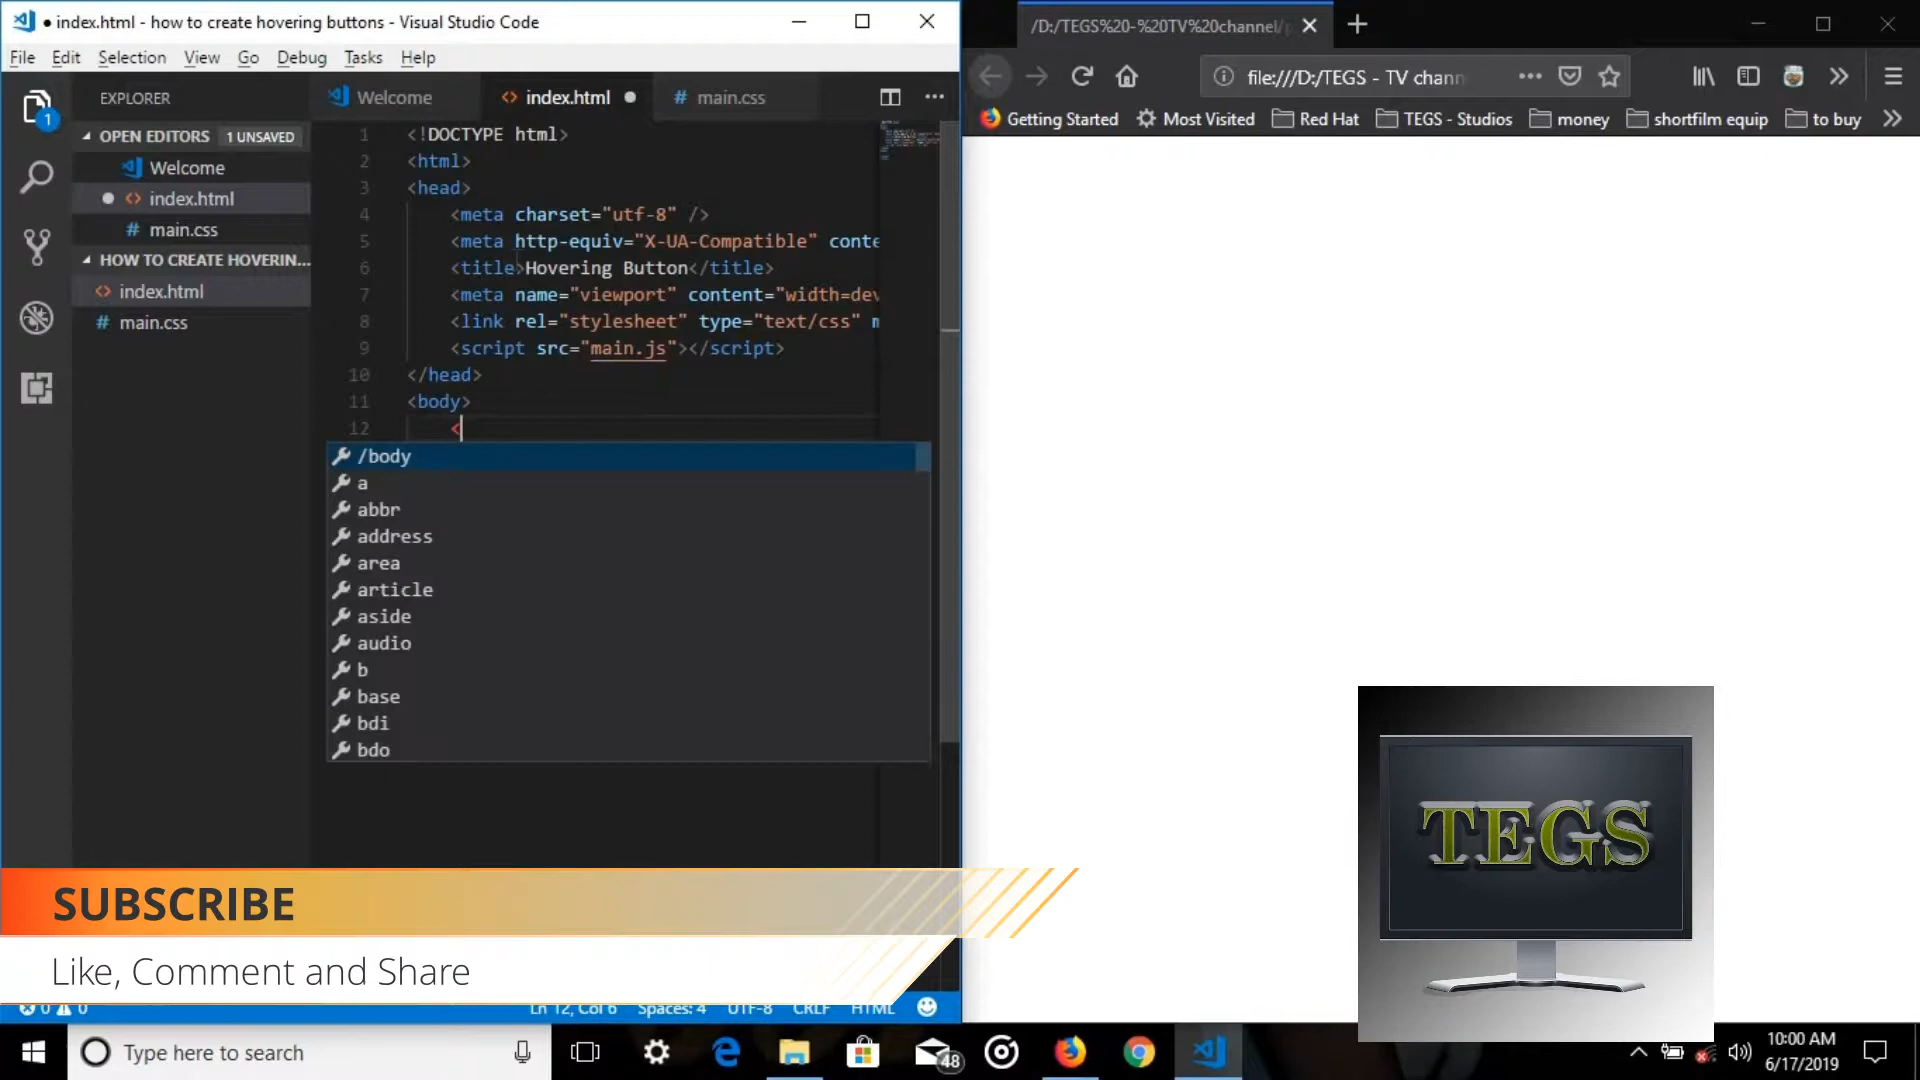 index.html - how to create hovering buttons - Visual Studio Code
File Edit Selection View Go Debug Tasks Help
EXPLORER
OPEN EDITORS 1 UNSAVED
Welcome
index.html
main.css
HOW TO CREATE HOVERIN...
index.html
main.css
1
Welcome index.html main.css
1 <!DOCTYPE html>
2 <html>
3 <head>
4 <meta charset="utf-8" />
5 <meta http-equiv="X-UA-Compatible" conte
6 <title>Hovering Button</title>
7 <meta name="viewport" content="width=dev
8 <link rel="stylesheet" type="text/css" m
9 <script src="main.js"></script>
10 </head>
11 <body>
12 <
/body
a
abbr
address
area
article
aside
audio
b
base
bdi
bdo
/D:/TEGS%20-%20TV%20channel/
file:///D:/TEGS - TV chann
Getting Started Most Visited Red Hat TEGS - Studios money shortfilm equip to buy
TEGS
SUBSCRIBE
Like, Comment and Share
0 0 Ln 12, Col 6 Spaces: 4 UTF-8 CRLF HTML
Type here to search
48
10:00 AM
6/17/2019